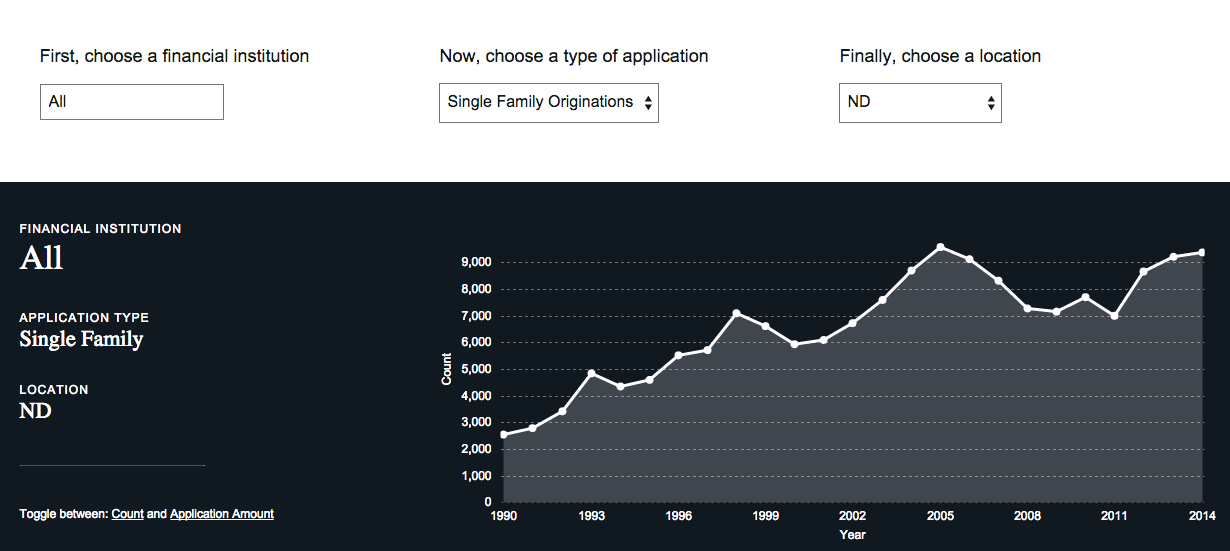 First, choose a financial institution
Now, choose a type of application
Finally, choose a location
All
Single Family Originations
ND
FINANCIAL INSTITUTION
All
APPLICATION TYPE
Single Family
LOCATION
ND
Toggle between: Count and Application Amount
Count
9,000
8,000
7,000
6,000
5,000
4,000
3,000
2,000
1,000
0
1990 1993 1996 1999 2002 2005 2008 2011 2014
Year